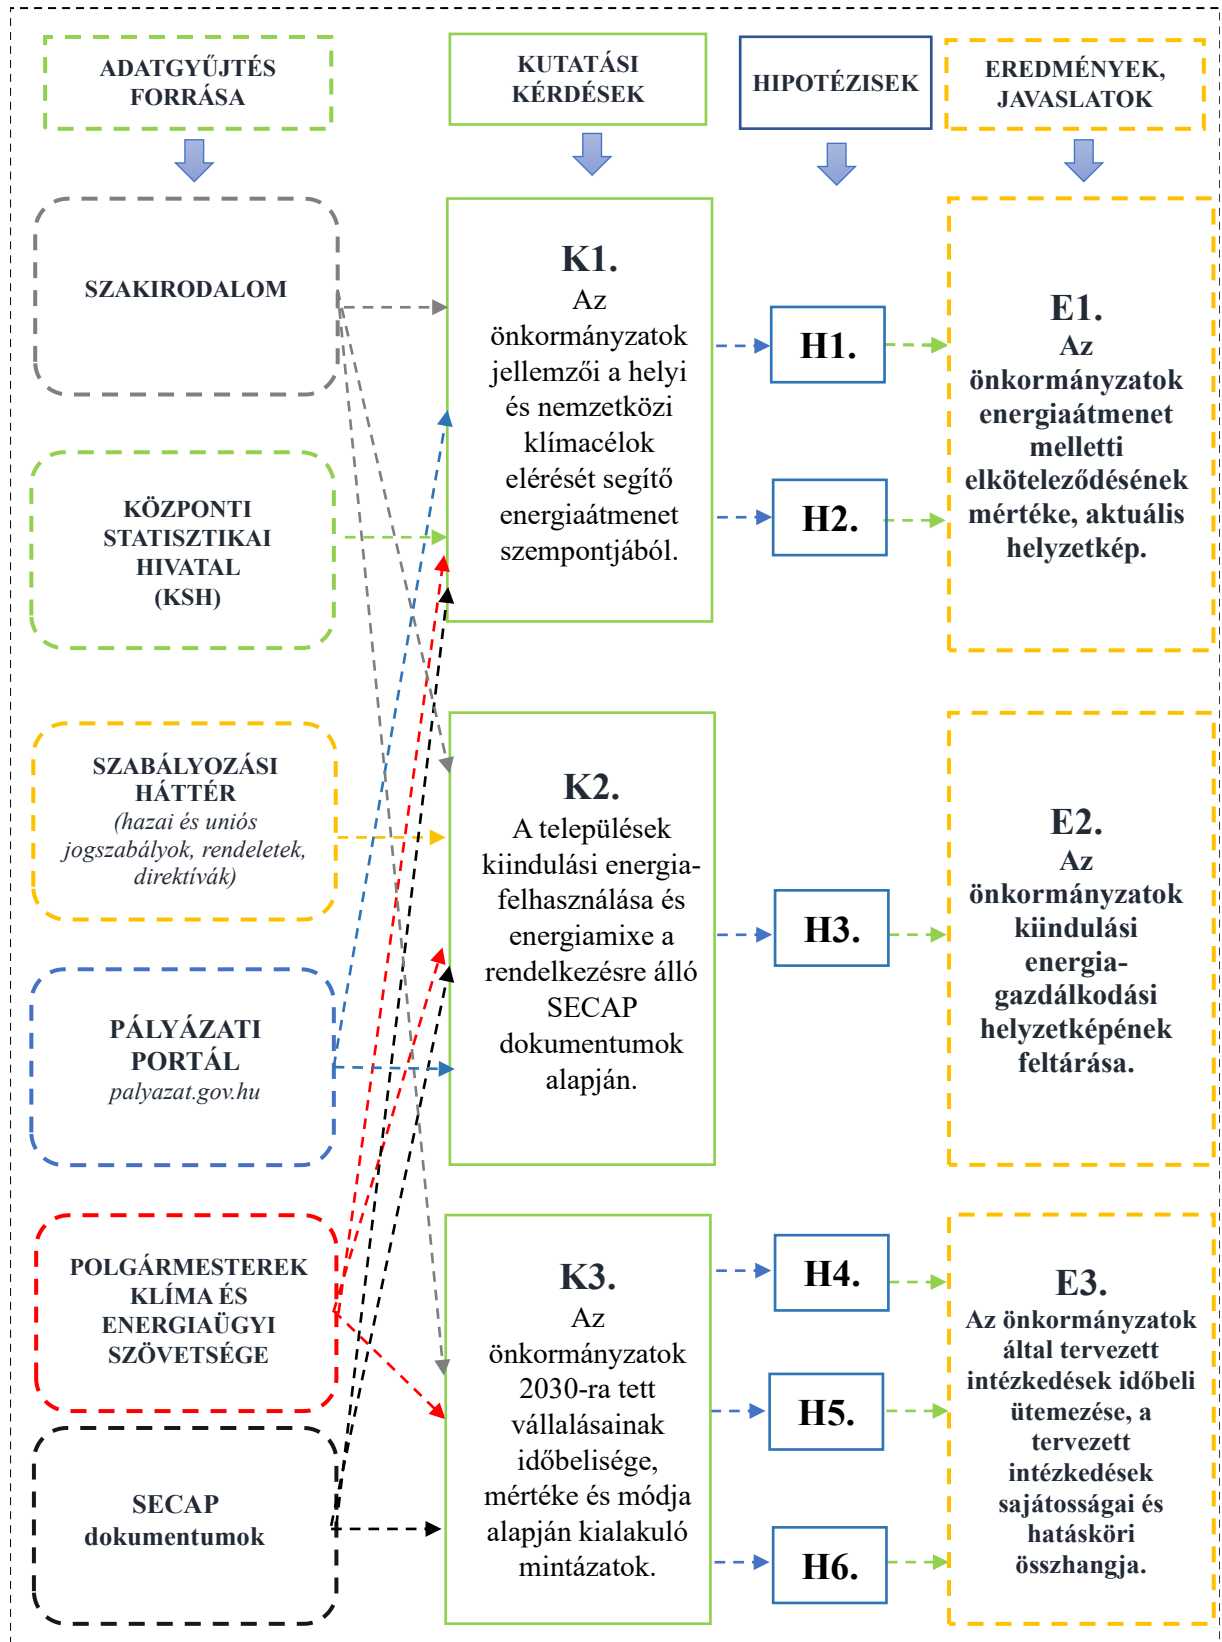 ADATGYŰJTÉS
FORRÁSA
KUTATÁSI
KÉRDÉSEK
HIPOTÉZISEK
EREDMÉNYEK,
JAVASLATOK
SZAKIRODALOM
KÖZPONTI
STATISZTIKAI
HIVATAL
(KSH)
SZABÁLYOZÁSI
HÁTTÉR
(hazai és uniós
jogszabályok, rendeletek,
direktívák)
PÁLYÁZATI
PORTÁL
palyazat.gov.hu
POLGÁRMESTEREK
KLÍMA ÉS
ENERGIAÜGYI
SZÖVETSÉGE
SECAP
dokumentumok
K1.
Az
önkormányzatok
jellemzői a helyi
és nemzetközi
klímacélok
elérését segítő
energiaátmenet
szempontjából.
K2.
A települések
kiindulási energia-
felhasználása és
energiamixe a
rendelkezésre álló
SECAP
dokumentumok
alapján.
K3.
Az
önkormányzatok
2030-ra tett
vállalásainak
időbelisége,
mértéke és módja
alapján kialakuló
mintázatok.
H1.
H2.
H3.
H4.
H5.
H6.
E1.
Az
önkormányzatok
energiaátmenet
melletti
elköteleződésének
mértéke, aktuális
helyzetkép.
E2.
Az
önkormányzatok
kiindulási
energia-
gazdálkodási
helyzetképének
feltárása.
E3.
Az önkormányzatok
által tervezett
intézkedések időbeli
ütemezése, a
tervezett
intézkedések
sajátosságai és
hatásköri
összhangja.